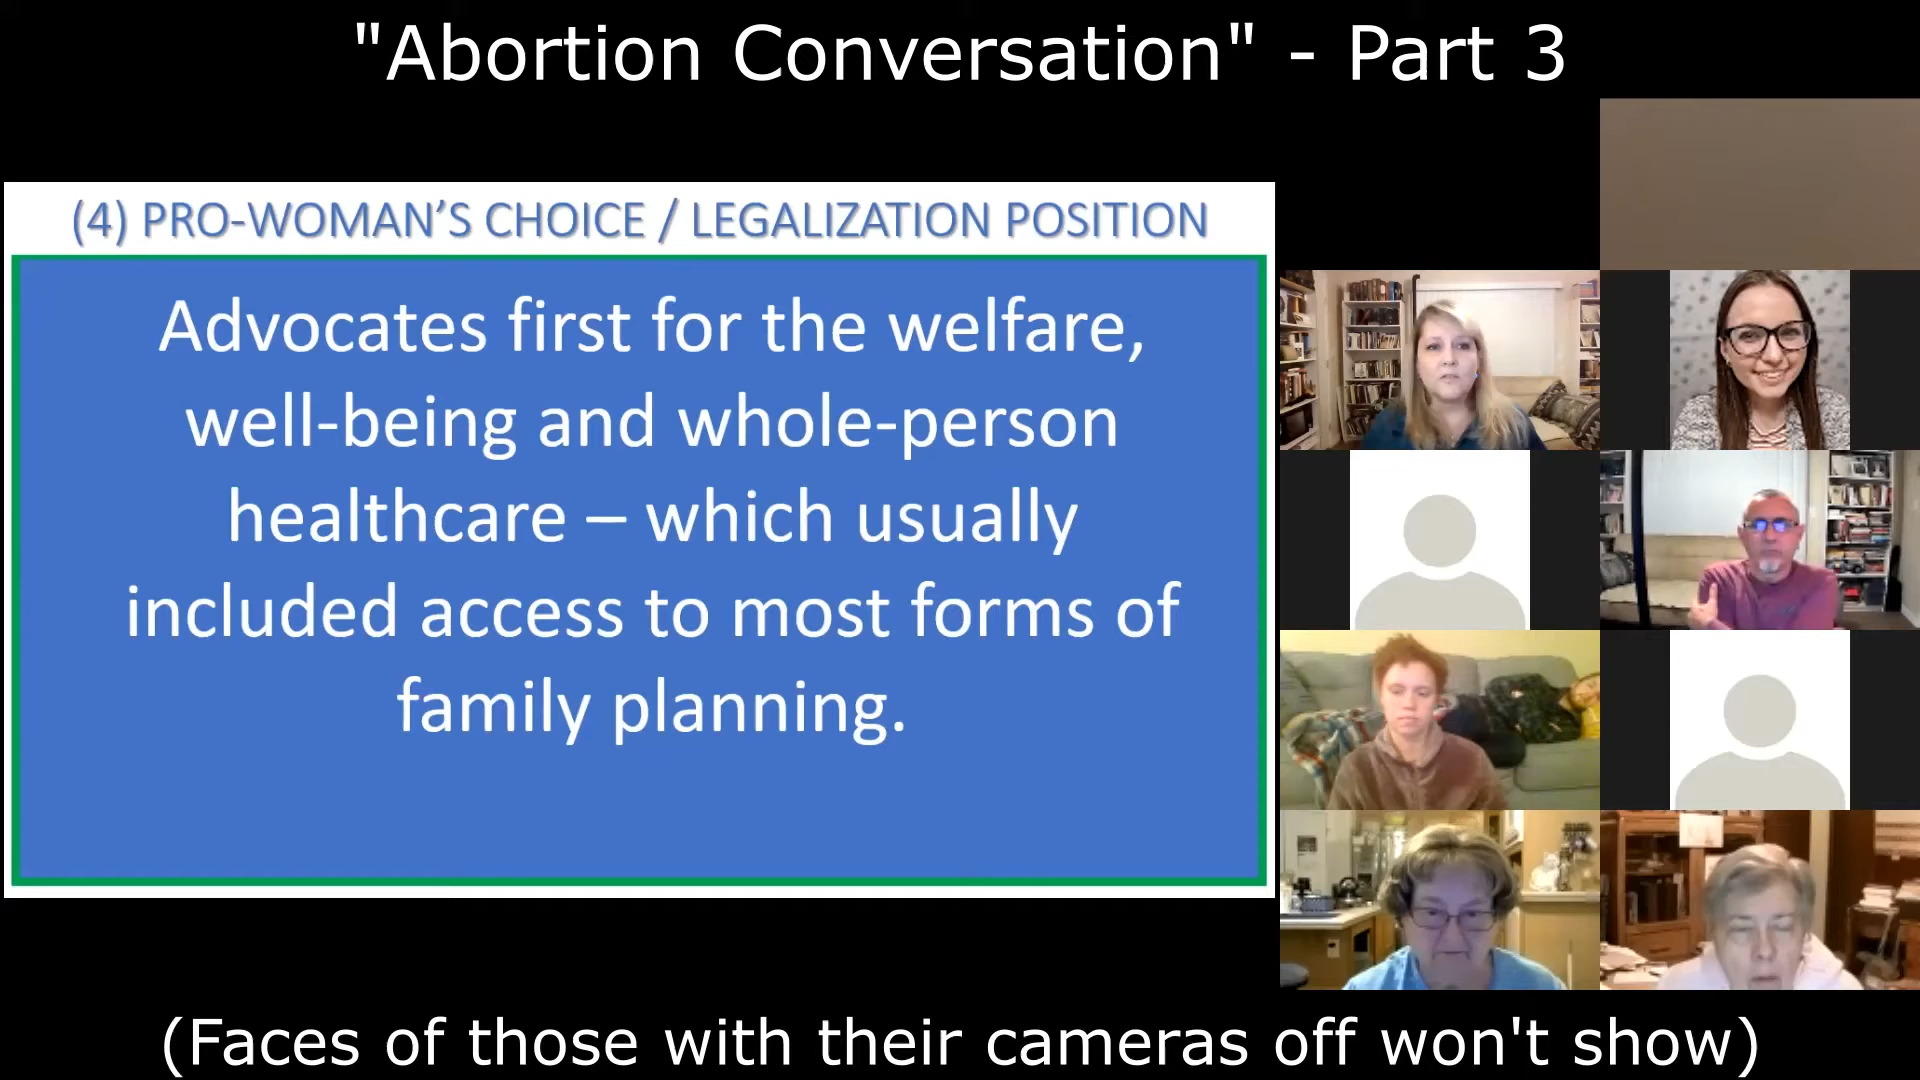 "Abortion Conversation" - Part 3
(4) PRO-WOMAN'S CHOICE / LEGALIZATION POSITION
Advocates first for the welfare,
well-being and whole-person
healthcare – which usually
included access to most forms of
family planning.
(Faces of those with their cameras off won't show)